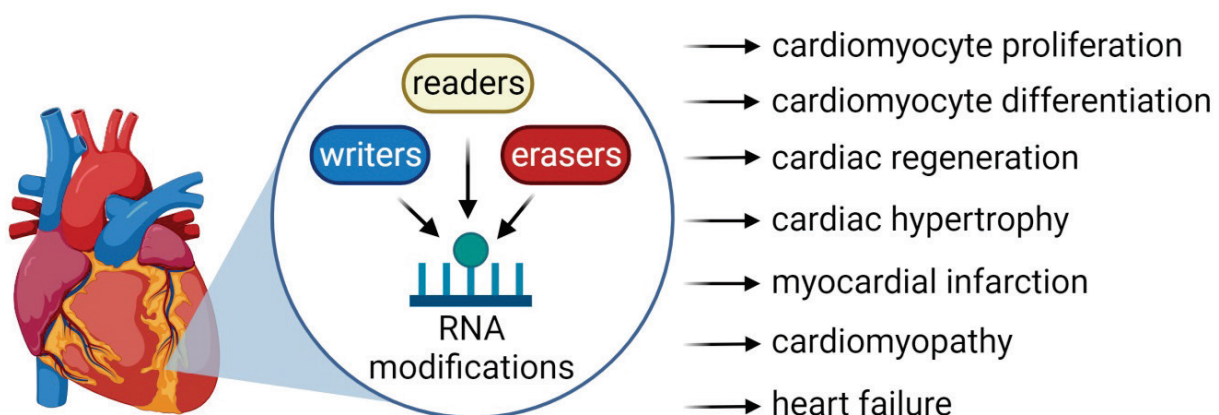 readers
writers
erasers
RNA
modifications
cardiomyocyte proliferation
cardiomyocyte differentiation
cardiac regeneration
cardiac hypertrophy
myocardial infarction
cardiomyopathy
heart failure